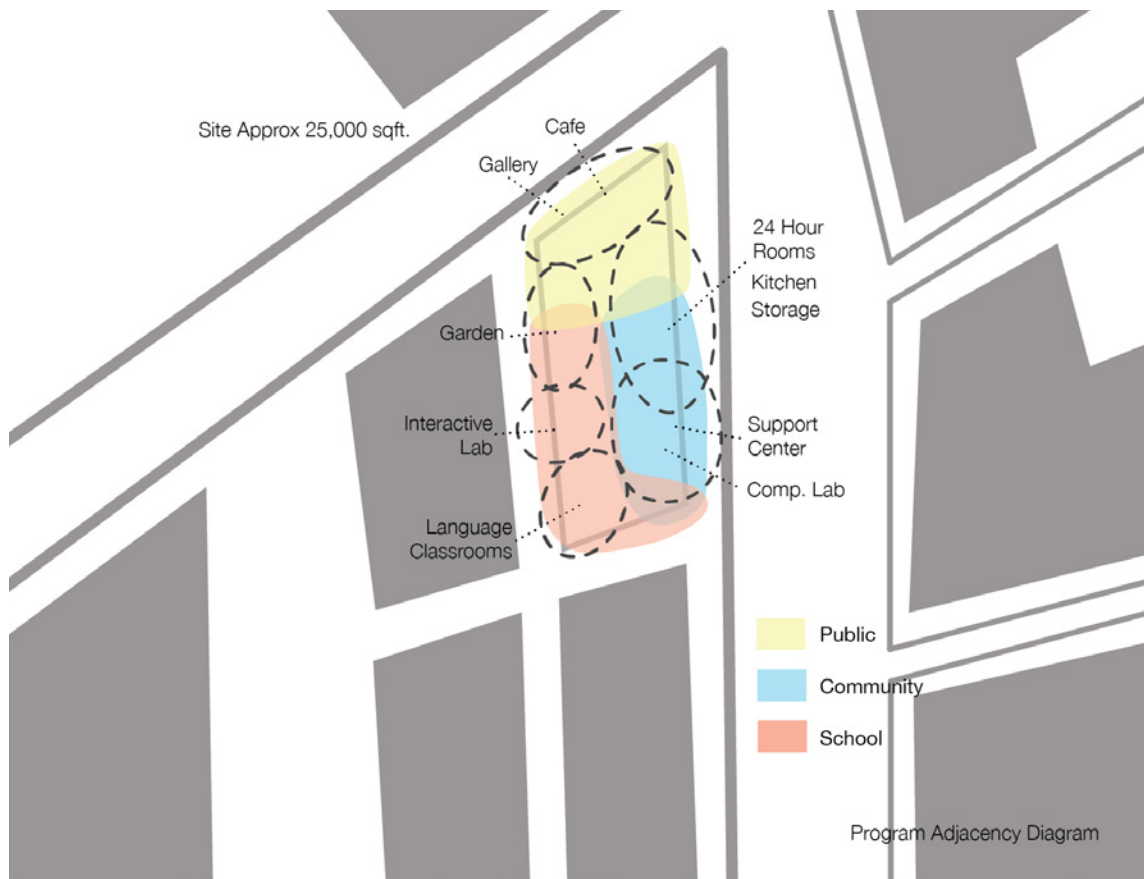 Site Approx 25,000 sqft.
Cafe
Gallery
24 Hour
Rooms
Kitchen
Storage
Garden
Interactive
Lab
Support
Center
Comp. Lab
Language
Classrooms
Public
Community
School
Program Adjacency Diagram